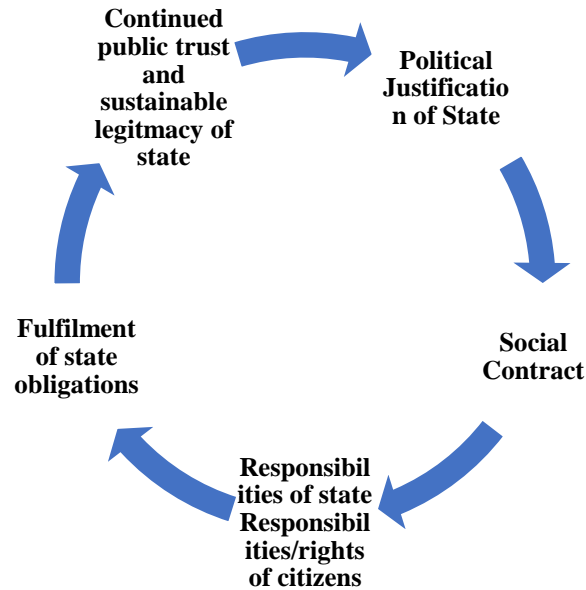 Continued
public trust
and
sustainable
legitmacy of
state
Political
Justificatio
n of State
Social
Contract
Responsibil
ities of state
Responsibil
ities/rights
of citizens
Fulfilment
of state
obligations